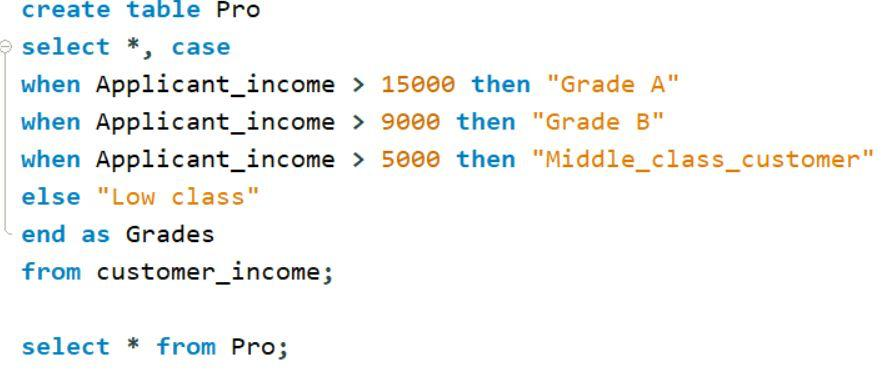 create table Pro
select *, case
when Applicant_income > 15000 then "Grade A"
when Applicant_income > 9000 then "Grade B"
when Applicant_income > 5000 then "Middle_class_customer"
else "Low class"
end as Grades
from customer_income;
select * from Pro;